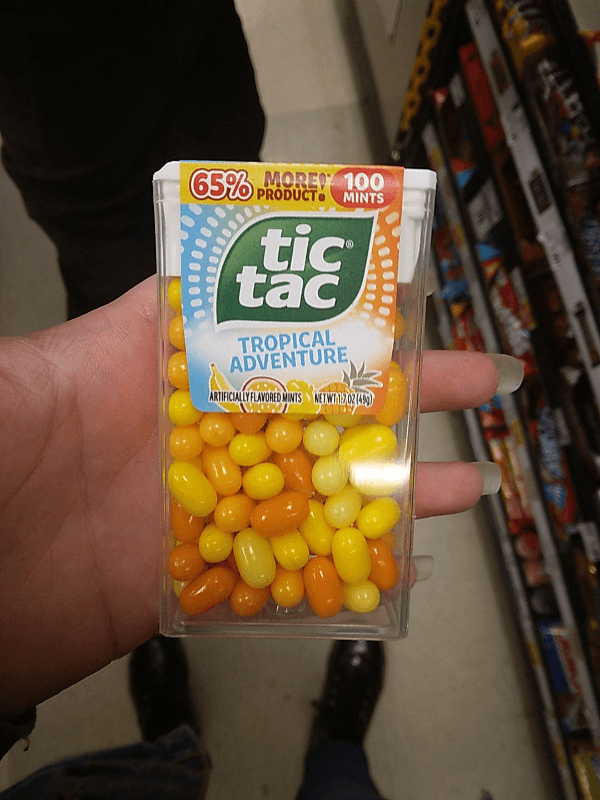 65% MORE! 100
PRODUCT! MINTS
tic®
tac
TROPICAL
ADVENTURE
ARTIFICIALLY FLAVORED MINTS NET WT 1.7 OZ (49g)